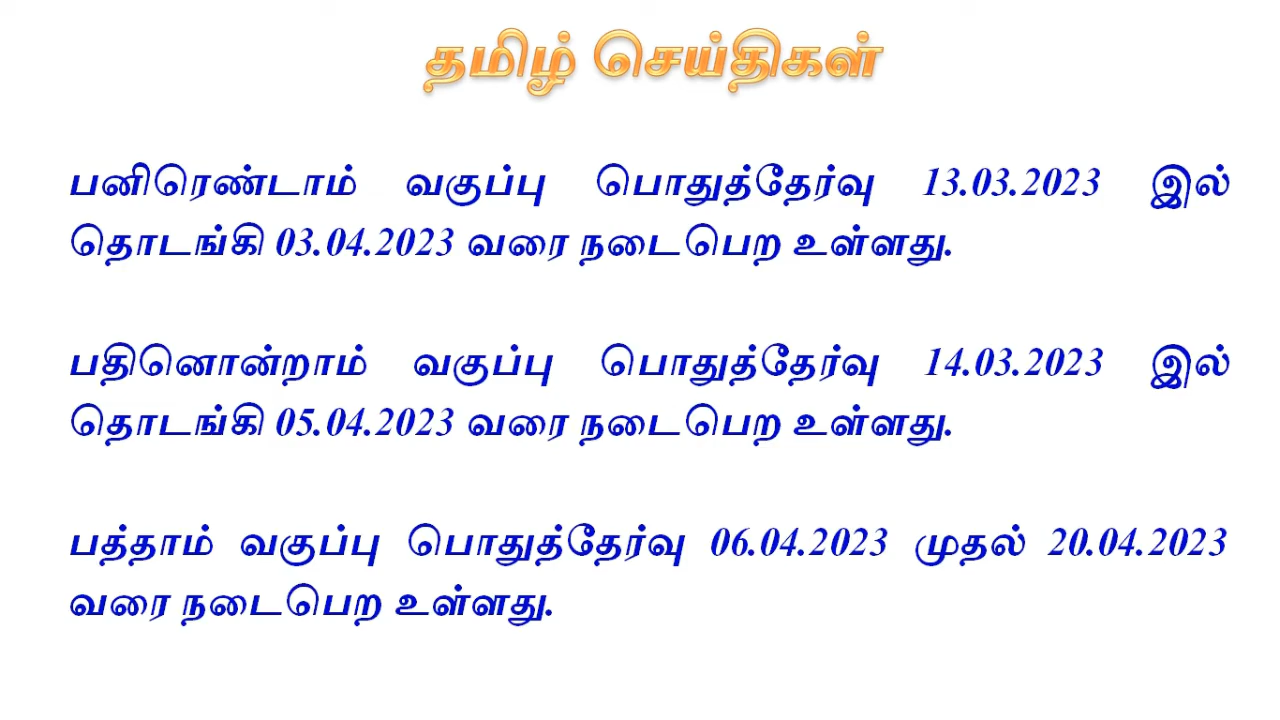 தமிழ் செய்திகள்
பனிரெண்டாம் வகுப்பு பொதுத்தேர்வு 13.03.2023 இல்
தொடங்கி 03.04.2023 வரை நடைபெற உள்ளது.
பதினொன்றாம் வகுப்பு பொதுத்தேர்வு 14.03.2023 இல்
தொடங்கி 05.04.2023 வரை நடைபெற உள்ளது.
பத்தாம் வகுப்பு பொதுத்தேர்வு 06.04.2023 முதல் 20.04.2023
வரை நடைபெற உள்ளது.